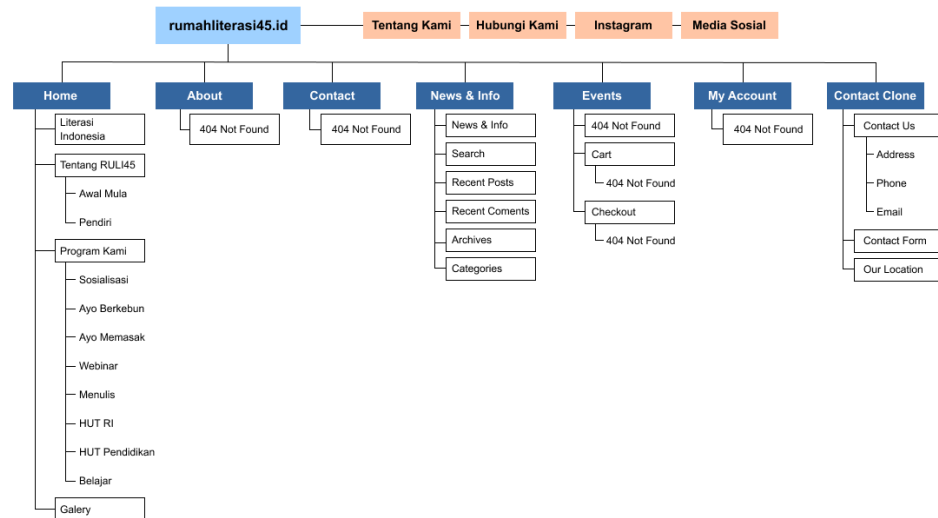 rumahliterasi45.id
Tentang Kami
Hubungi Kami
Instagram
Media Sosial
Home
About
Contact
News & Info
Events
My Account
Contact Clone
Literasi
Indonesia
Tentang RULI45
Awal Mula
Pendiri
Program Kami
Sosialisasi
Ayo Berkebun
Ayo Memasak
Webinar
Menulis
HUT RI
HUT Pendidikan
Belajar
Galery
404 Not Found
404 Not Found
News & Info
Search
Recent Posts
Recent Coments
Archives
Categories
404 Not Found
Cart
404 Not Found
Checkout
404 Not Found
404 Not Found
Contact Us
Address
Phone
Email
Contact Form
Our Location